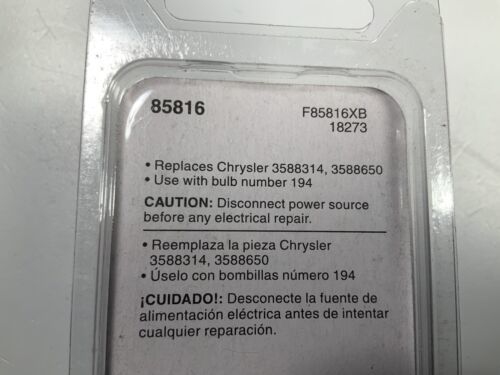 85816 F85816XB
18273
• Replaces Chrysler 3588314, 3588650
• Use with bulb number 194
CAUTION: Disconnect power source
before any electrical repair.
• Reemplaza la pieza Chrysler
3588314, 3588650
• Úselo con bombillas número 194
¡CUIDADO!: Desconecte la fuente de
alimentación eléctrica antes de intentar
cualquier reparación.